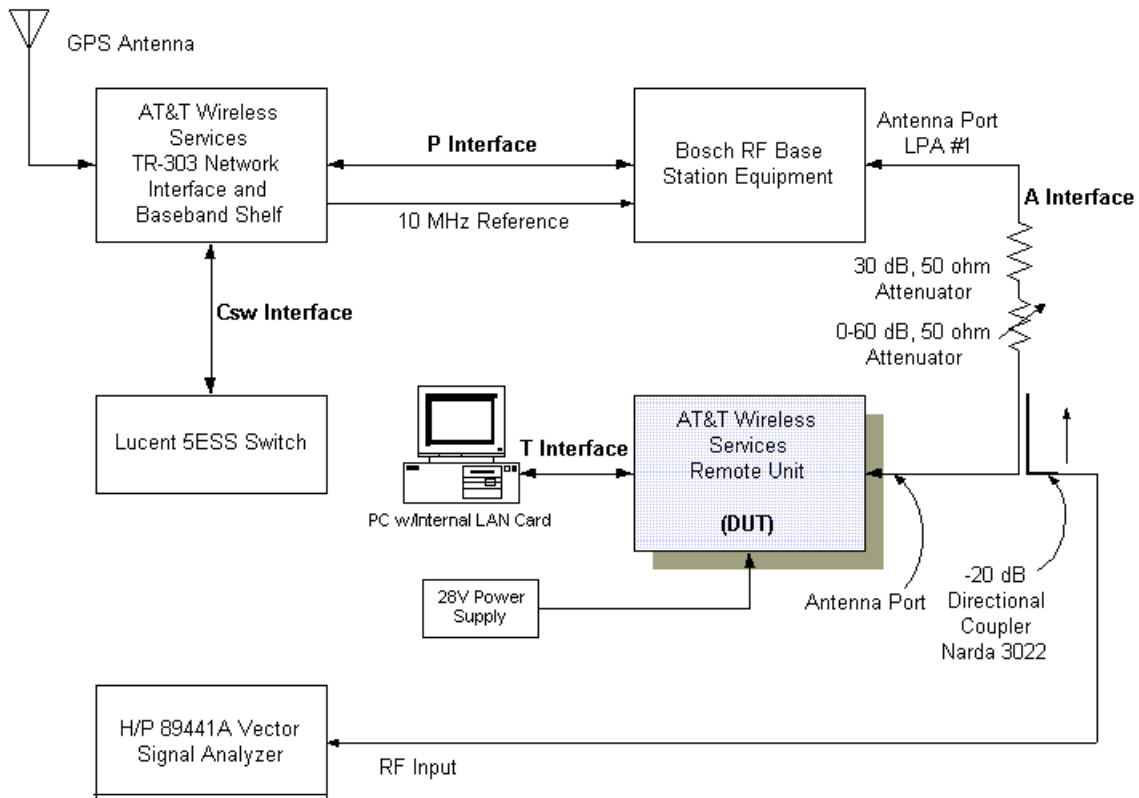 GPS Antenna
AT&T Wireless
Services
TR-303 Network
Interface and
Baseband Shelf
P Interface
10 MHz Reference
Bosch RF Base
Station Equipment
Antenna Port
LPA #1
A Interface
30 dB, 50 ohm
Attenuator
0-60 dB, 50 ohm
Attenuator
Csw Interface
Lucent 5ESS Switch
PC w/Internal LAN Card
T Interface
AT&T Wireless
Services
Remote Unit
(DUT)
28V Power
Supply
Antenna Port
-20 dB
Directional
Coupler
Narda 3022
H/P 89441A Vector
Signal Analyzer
RF Input